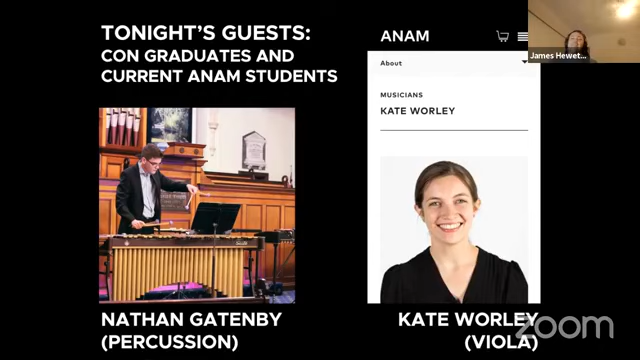 TONIGHT'S GUESTS:
CON GRADUATES AND
CURRENT ANAM STUDENTS
ANAM
About
MUSICIANS
KATE WORLEY
James Hewet...
NATHAN GATENBY
(PERCUSSION)
KATE WORLEY
(VIOLA)
zoom